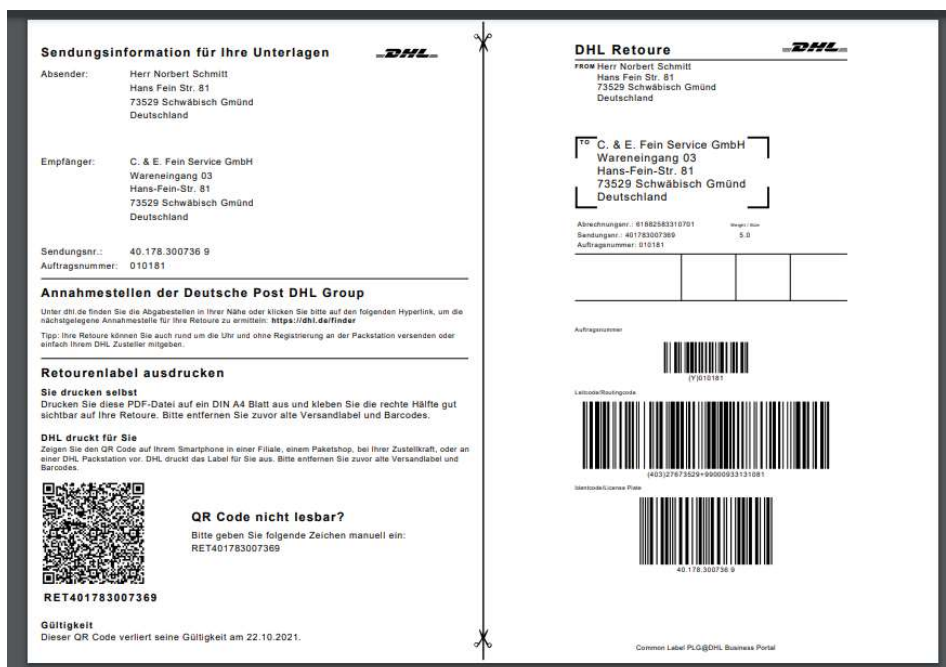 Sendungsinformation für Ihre Unterlagen
DHL
Absender: Herr Norbert Schmitt
Hans Fein Str. 81
73529 Schwäbisch Gmünd
Deutschland
Empfänger: C. & E. Fein Service GmbH
Wareneingang 03
Hans-Fein-Str. 81
73529 Schwäbisch Gmünd
Deutschland
Sendungsnr.: 40.178.300736 9
Auftragsnummer: 010181
Annahmestellen der Deutsche Post DHL Group
Unter dhl.de finden Sie die Abgabestellen in Ihrer Nähe oder klicken Sie bitte auf den folgenden Hyperlink, um die
nächstgelegene Annahmestelle für Ihre Retoure zu ermitteln: https://dhl.de/finder
Tipp: Ihre Retoure können Sie auch rund um die Uhr und ohne Registrierung an der Packstation versenden oder
einfach Ihrem DHL Zusteller mitgeben.
Retourenlabel ausdrucken
Sie drucken selbst
Drucken Sie diese PDF-Datei auf ein DIN A4 Blatt aus und kleben Sie die rechte Hälfte gut
sichtbar auf Ihre Retoure. Bitte entfernen Sie zuvor alte Versandlabel und Barcodes.
DHL druckt für Sie
Zeigen Sie den QR Code auf Ihrem Smartphone in einer Filiale, einem Paketshop, bei Ihrer Zustellkraft, oder an
einer DHL Packstation vor. DHL druckt das Label für Sie aus. Bitte entfernen Sie zuvor alte Versandlabel und
Barcodes.
QR Code nicht lesbar?
Bitte geben Sie folgende Zeichen manuell ein:
RET401783007369
RET401783007369
Gültigkeit
Dieser QR Code verliert seine Gültigkeit am 22.10.2021.
DHL Retoure
DHL
FROM Herr Norbert Schmitt
Hans Fein Str. 81
73529 Schwäbisch Gmünd
Deutschland
TO C. & E. Fein Service GmbH
Wareneingang 03
Hans-Fein-Str. 81
73529 Schwäbisch Gmünd
Deutschland
Abrechnungsnr.: 61882583310701
Sendungsnr.: 401783007369 5.0
Auftragsnummer: 010181
Auftragsnummer
(Y)010181
Leitcode/Routingcode
(403)27673529+99000933131081
Identcode/License Plate
40.178.300736 9
Common Label PLG@DHL Business Portal